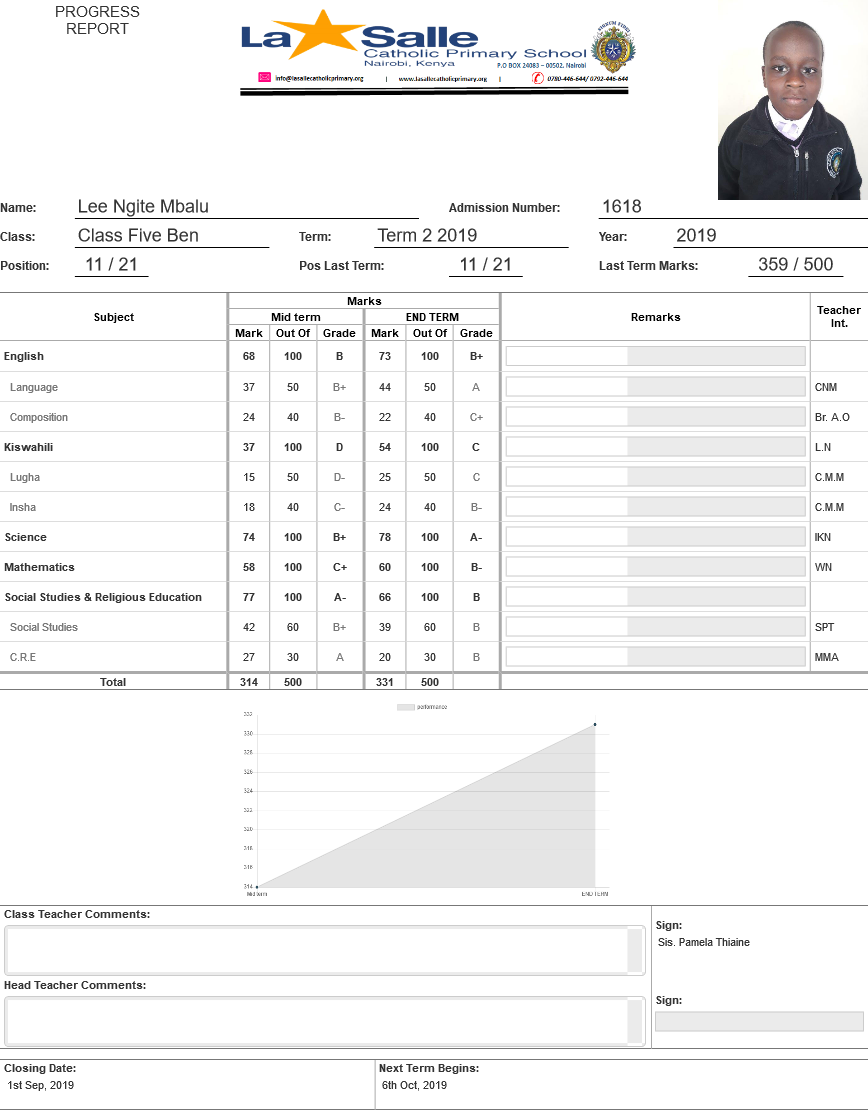 PROGRESS
REPORT
La Salle
Catholic Primary School
Nairobi, Kenya
P.O BOX 24083 – 00502, Nairobi
info@lasallecatholicprimary.org | www.lasallecatholicprimary.org | 0780-446-644/ 0792-446-644
Name: Lee Ngite Mbalu Admission Number: 1618
Class: Class Five Ben Term: Term 2 2019 Year: 2019
Position: 11 / 21 Pos Last Term: 11 / 21 Last Term Marks: 359 / 500
Subject Marks Remarks Teacher Int.
Mid term END TERM
Mark Out Of Grade Mark Out Of Grade
English 68 100 B 73 100 B+
Language 37 50 B+ 44 50 A CNM
Composition 24 40 B- 22 40 C+ Br. A.O
Kiswahili 37 100 D 54 100 C L.N
Lugha 15 50 D- 25 50 C C.M.M
Insha 18 40 C- 24 40 B- C.M.M
Science 74 100 B+ 78 100 A- IKN
Mathematics 58 100 C+ 60 100 B- WN
Social Studies & Religious Education 77 100 A- 66 100 B
Social Studies 42 60 B+ 39 60 B SPT
C.R.E 27 30 A 20 30 B MMA
Total 314 500 331 500
performance
332
330
328
326
324
322
320
318
316
314
Mid term END TERM
Class Teacher Comments:
Sign:
Sis. Pamela Thiaine
Head Teacher Comments:
Sign:
Closing Date: Next Term Begins:
1st Sep, 2019 6th Oct, 2019